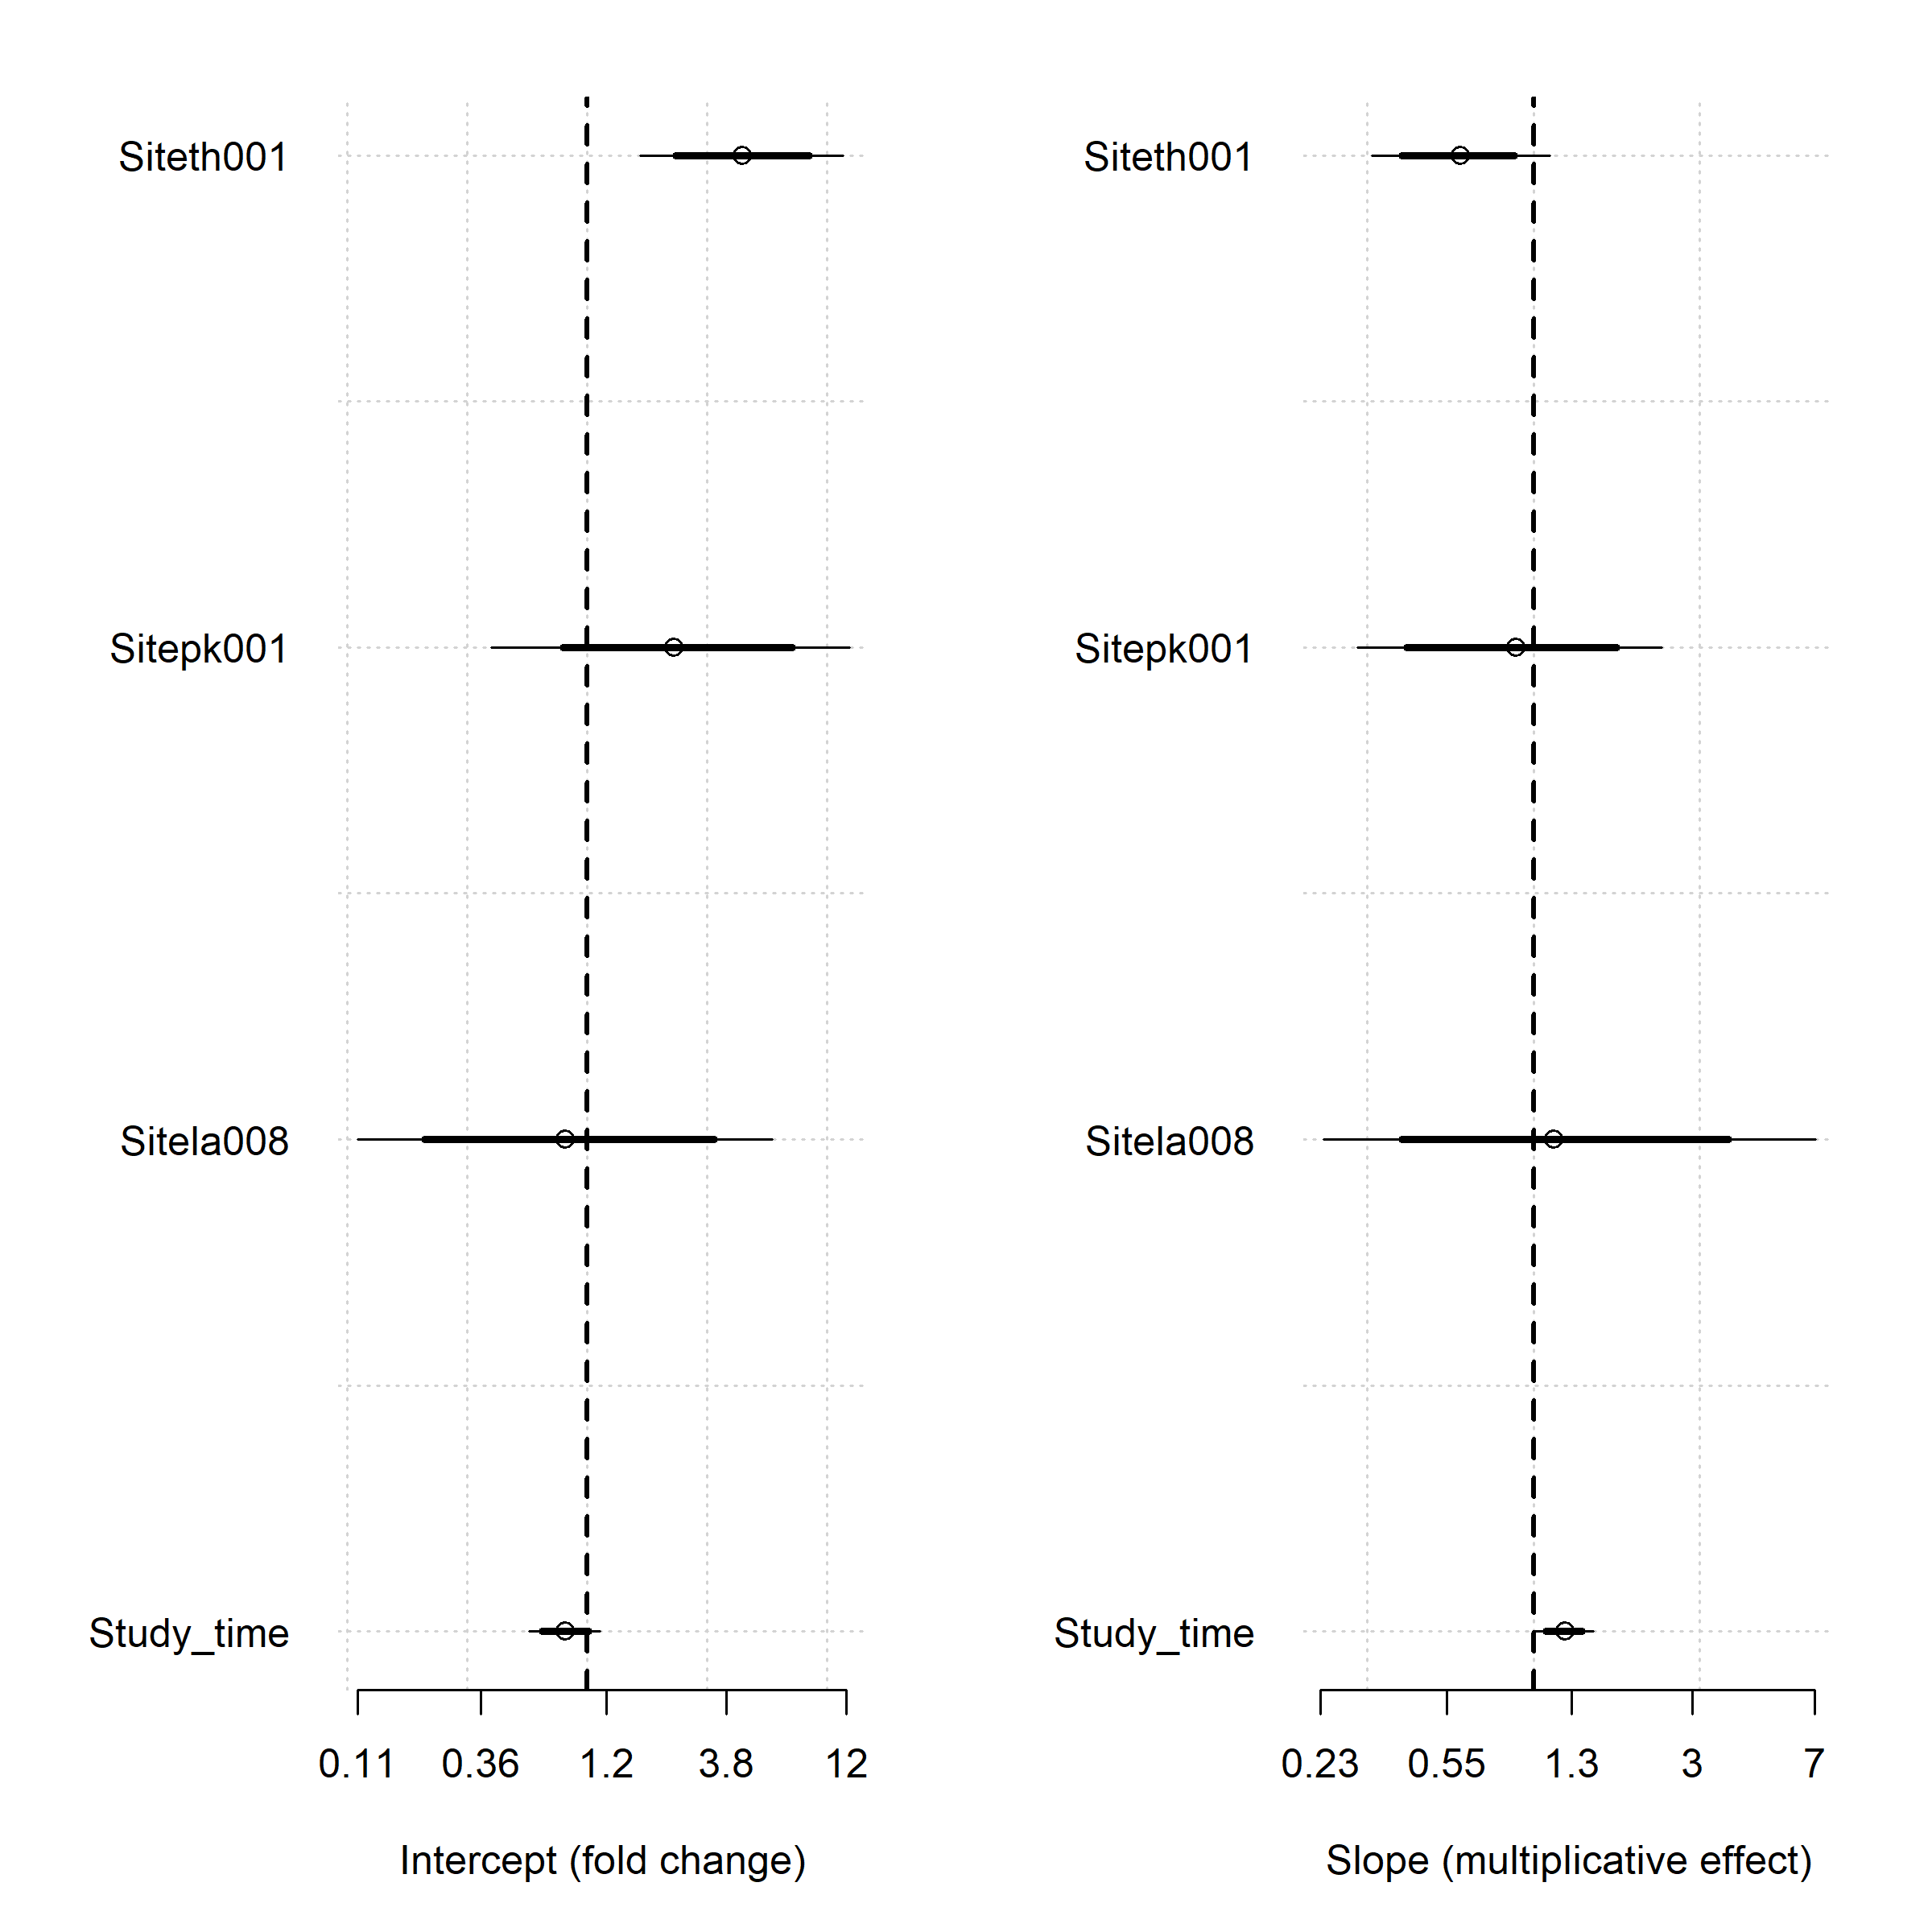 Siteth001
Sitepk001
Sitela008
Study_time
0.11 0.36 1.2 3.8 12
Intercept (fold change)
Siteth001
Sitepk001
Sitela008
Study_time
0.23 0.55 1.3 3 7
Slope (multiplicative effect)